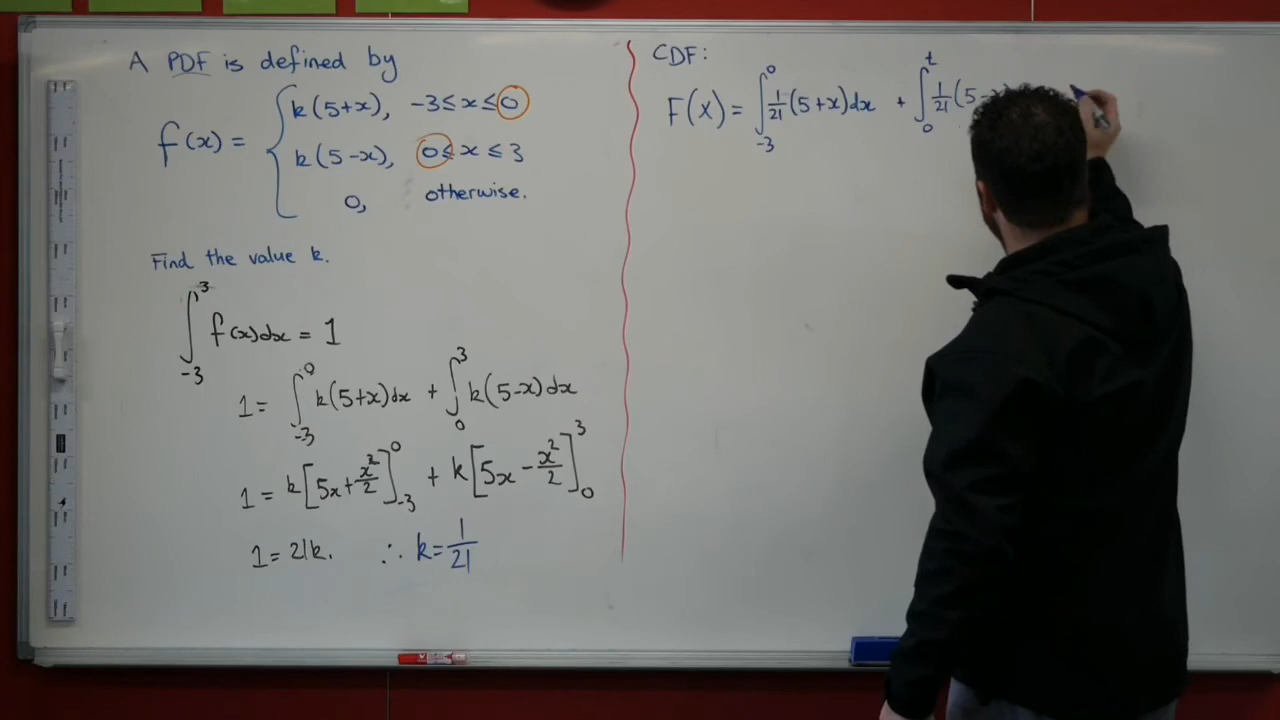 A PDF is defined by
f(x) = { k(5+x), -3 ≤ x ≤ 0
k(5-x), 0 ≤ x ≤ 3
0, otherwise.
Find the value k.
∫_{-3}^{3} f(x)dx = 1
1 = ∫_{-3}^{0} k(5+x)dx + ∫_{0}^{3} k(5-x)dx
1 = k[5x + x²/2]_{-3}^{0} + k[5x - x²/2]_{0}^{3}
1 = 21k. ∴ k = 1/21
CDF:
F(x) = ∫_{-3}^{0} 1/21 (5+x)dx + ∫_{0}^{t} 1/21 (5-